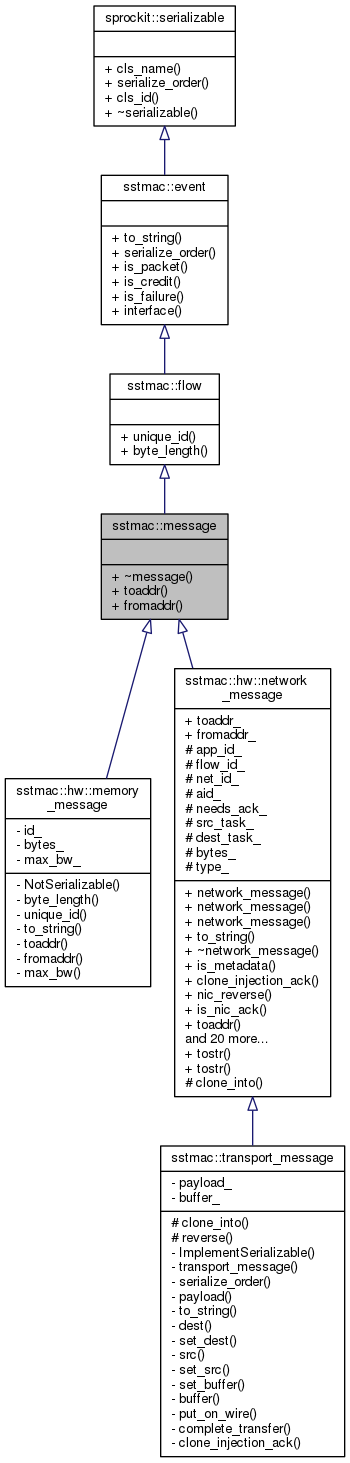 sprockit::serializable
+ cls_name()
+ serialize_order()
+ cls_id()
+ ~serializable()
sstmac::event
+ to_string()
+ serialize_order()
+ is_packet()
+ is_credit()
+ is_failure()
+ interface()
sstmac::flow
+ unique_id()
+ byte_length()
sstmac::message
+ ~message()
+ toaddr()
+ fromaddr()
sstmac::hw::memory
_message
- id_
- bytes_
- max_bw_
- NotSerializable()
- byte_length()
- unique_id()
- to_string()
- toaddr()
- fromaddr()
- max_bw()
sstmac::hw::network
_message
+ toaddr_
+ fromaddr_
# app_id_
# flow_id_
# net_id_
# aid_
# needs_ack_
# src_task_
# dest_task_
# bytes_
# type_
+ network_message()
+ network_message()
+ network_message()
+ to_string()
+ ~network_message()
+ is_metadata()
+ clone_injection_ack()
+ nic_reverse()
+ is_nic_ack()
+ toaddr()
and 20 more...
+ tostr()
+ tostr()
# clone_into()
sstmac::transport_message
- payload_
- buffer_
# clone_into()
# reverse()
- ImplementSerializable()
- transport_message()
- serialize_order()
- payload()
- to_string()
- dest()
- set_dest()
- src()
- set_src()
- set_buffer()
- buffer()
- put_on_wire()
- complete_transfer()
- clone_injection_ack()